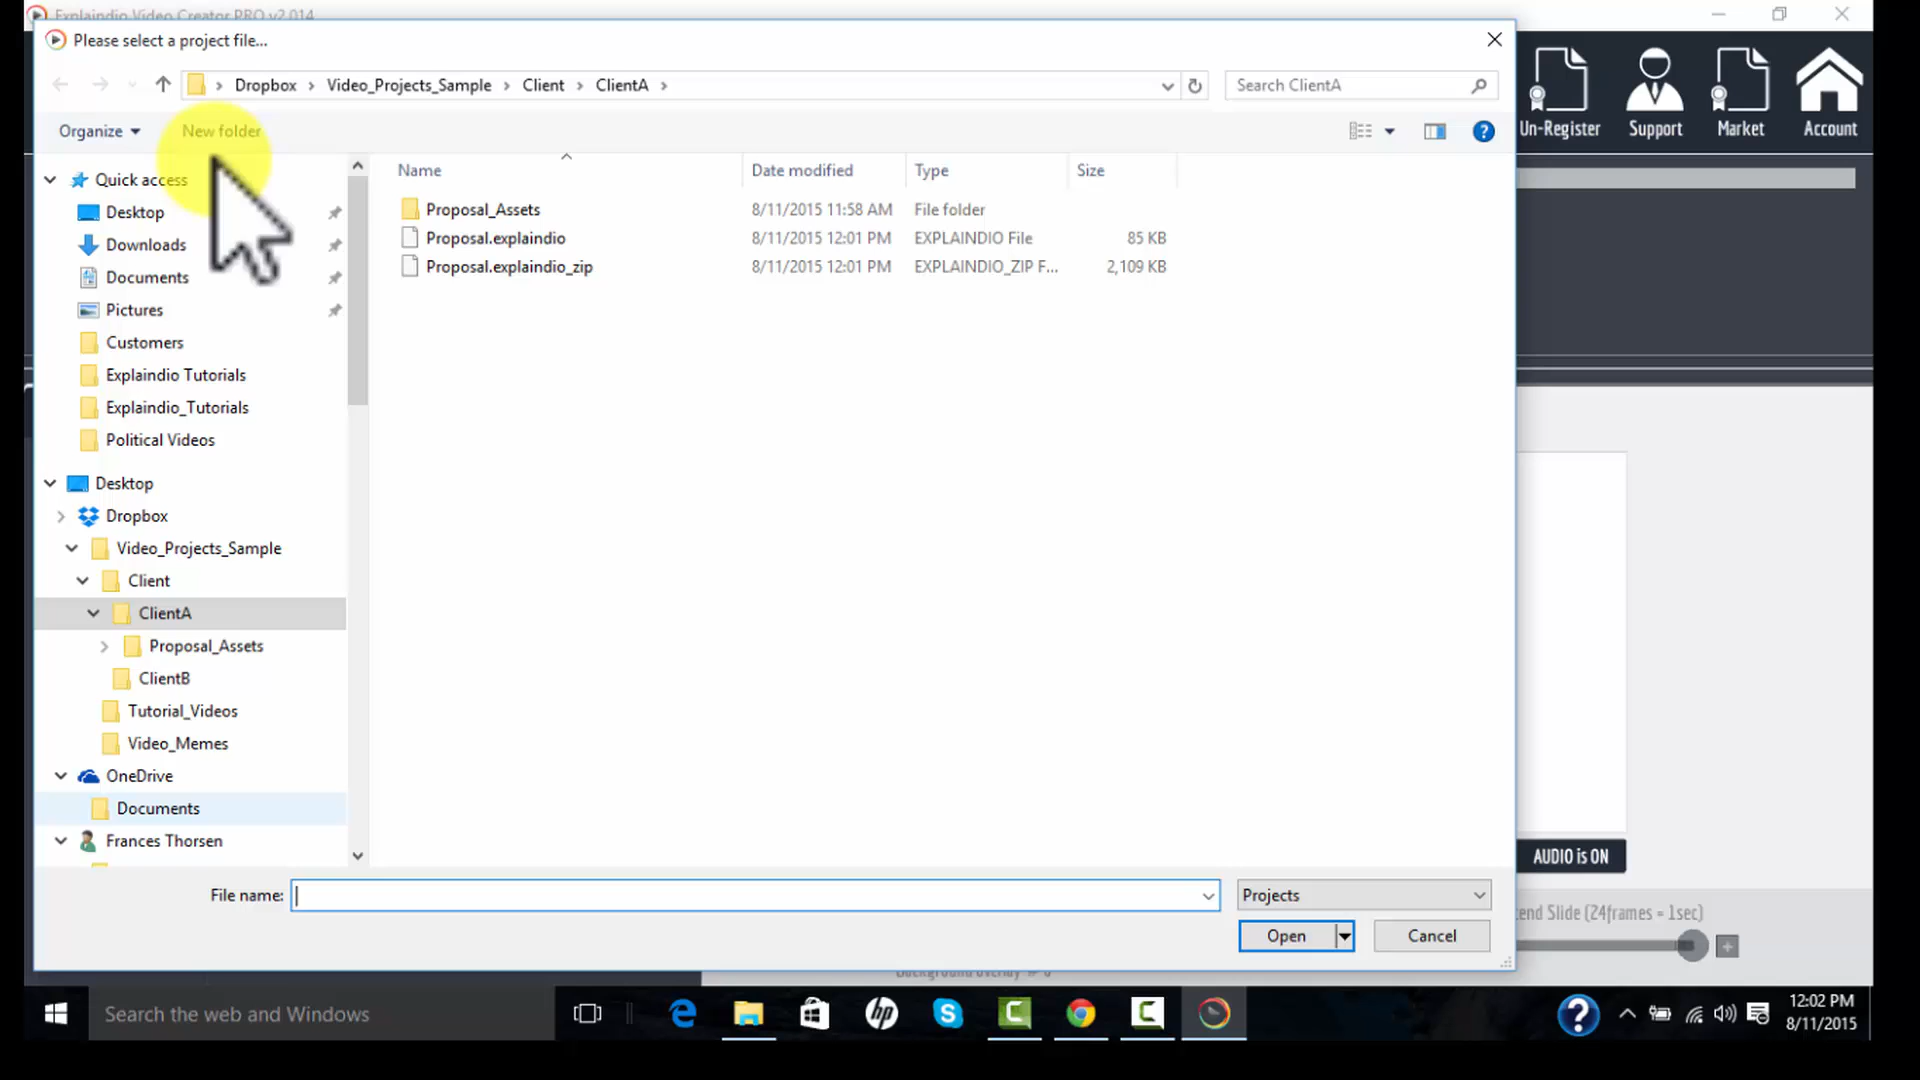 Explaindio Video Creator PRO v2.014
Please select a project file...
Dropbox > Video_Projects_Sample > Client > ClientA >
Search ClientA
Un-Register
Support
Market
Account
Organize
New folder
Name
Date modified
Type
Size
Quick access
Desktop
Downloads
Documents
Pictures
Customers
Explaindio Tutorials
Explaindio_Tutorials
Political Videos
Desktop
Dropbox
Video_Projects_Sample
Client
ClientA
Proposal_Assets
ClientB
Tutorial_Videos
Video_Memes
OneDrive
Documents
Frances Thorsen
Proposal_Assets 8/11/2015 11:58 AM File folder
Proposal.explaindio 8/11/2015 12:01 PM EXPLAINDIO File 85 KB
Proposal.explaindio_zip 8/11/2015 12:01 PM EXPLAINDIO_ZIP F... 2,109 KB
AUDIO is ON
File name:
Projects
Open
Cancel
Slide (24frames = 1sec)
Search the web and Windows
12:02 PM
8/11/2015